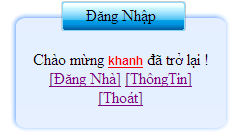 Đăng Nhập
Chào mừng khanh đã trở lại !
[Đăng Nhà] [ThôngTin]
[Thoát]